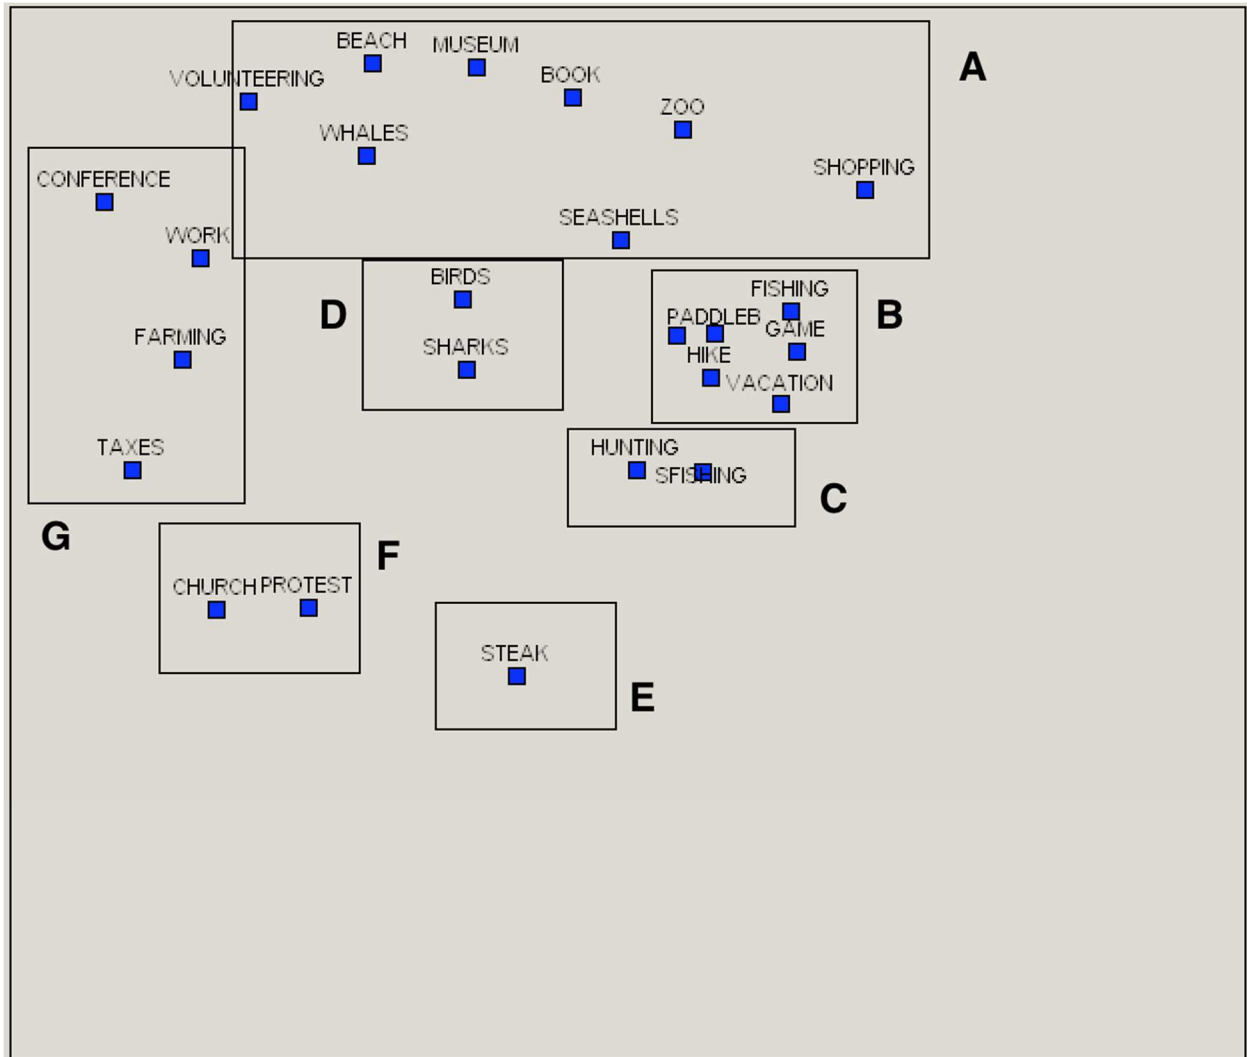 BEACH
MUSEUM
A
VOLUNTEERING
BOOK
ZOO
WHALES
SHOPPING
CONFERENCE
SEASHELLS
WORK
BIRDS
FISHING
D
PADDLEB
B
GAME
FARMING
SHARKS
HIKE
VACATION
TAXES
HUNTING
SFISHING
C
G
F
CHURCH
PROTEST
STEAK
E